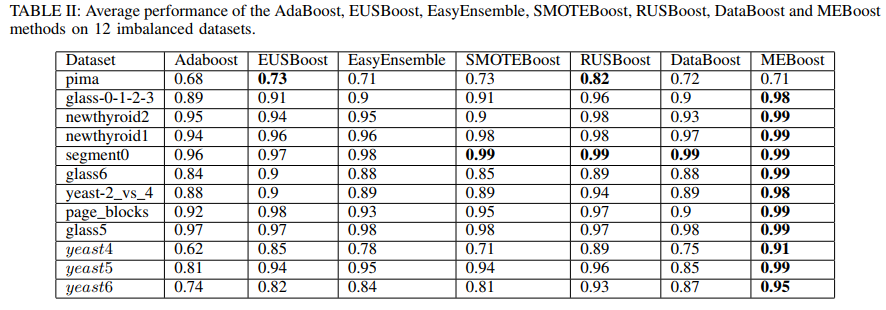 TABLE II: Average performance of the AdaBoost, EUSBoost, EasyEnsemble, SMOTEBoost, RUSBoost, DataBoost and MEBoost
methods on 12 imbalanced datasets.
Dataset Adaboost EUSBoost EasyEnsemble SMOTEBoost RUSBoost DataBoost MEBoost
pima 0.68 0.73 0.71 0.73 0.82 0.72 0.71
glass-0-1-2-3 0.89 0.91 0.9 0.91 0.96 0.9 0.98
newthyroid2 0.95 0.94 0.95 0.9 0.98 0.93 0.99
newthyroid1 0.94 0.96 0.96 0.98 0.98 0.97 0.99
segment0 0.96 0.97 0.98 0.99 0.99 0.99 0.99
glass6 0.84 0.9 0.88 0.85 0.89 0.88 0.99
yeast-2_vs_4 0.88 0.9 0.89 0.89 0.94 0.89 0.98
page_blocks 0.92 0.98 0.93 0.95 0.97 0.9 0.99
glass5 0.97 0.97 0.98 0.98 0.97 0.98 0.99
yeast4 0.62 0.85 0.78 0.71 0.89 0.75 0.91
yeast5 0.81 0.94 0.95 0.94 0.96 0.85 0.99
yeast6 0.74 0.82 0.84 0.81 0.93 0.87 0.95